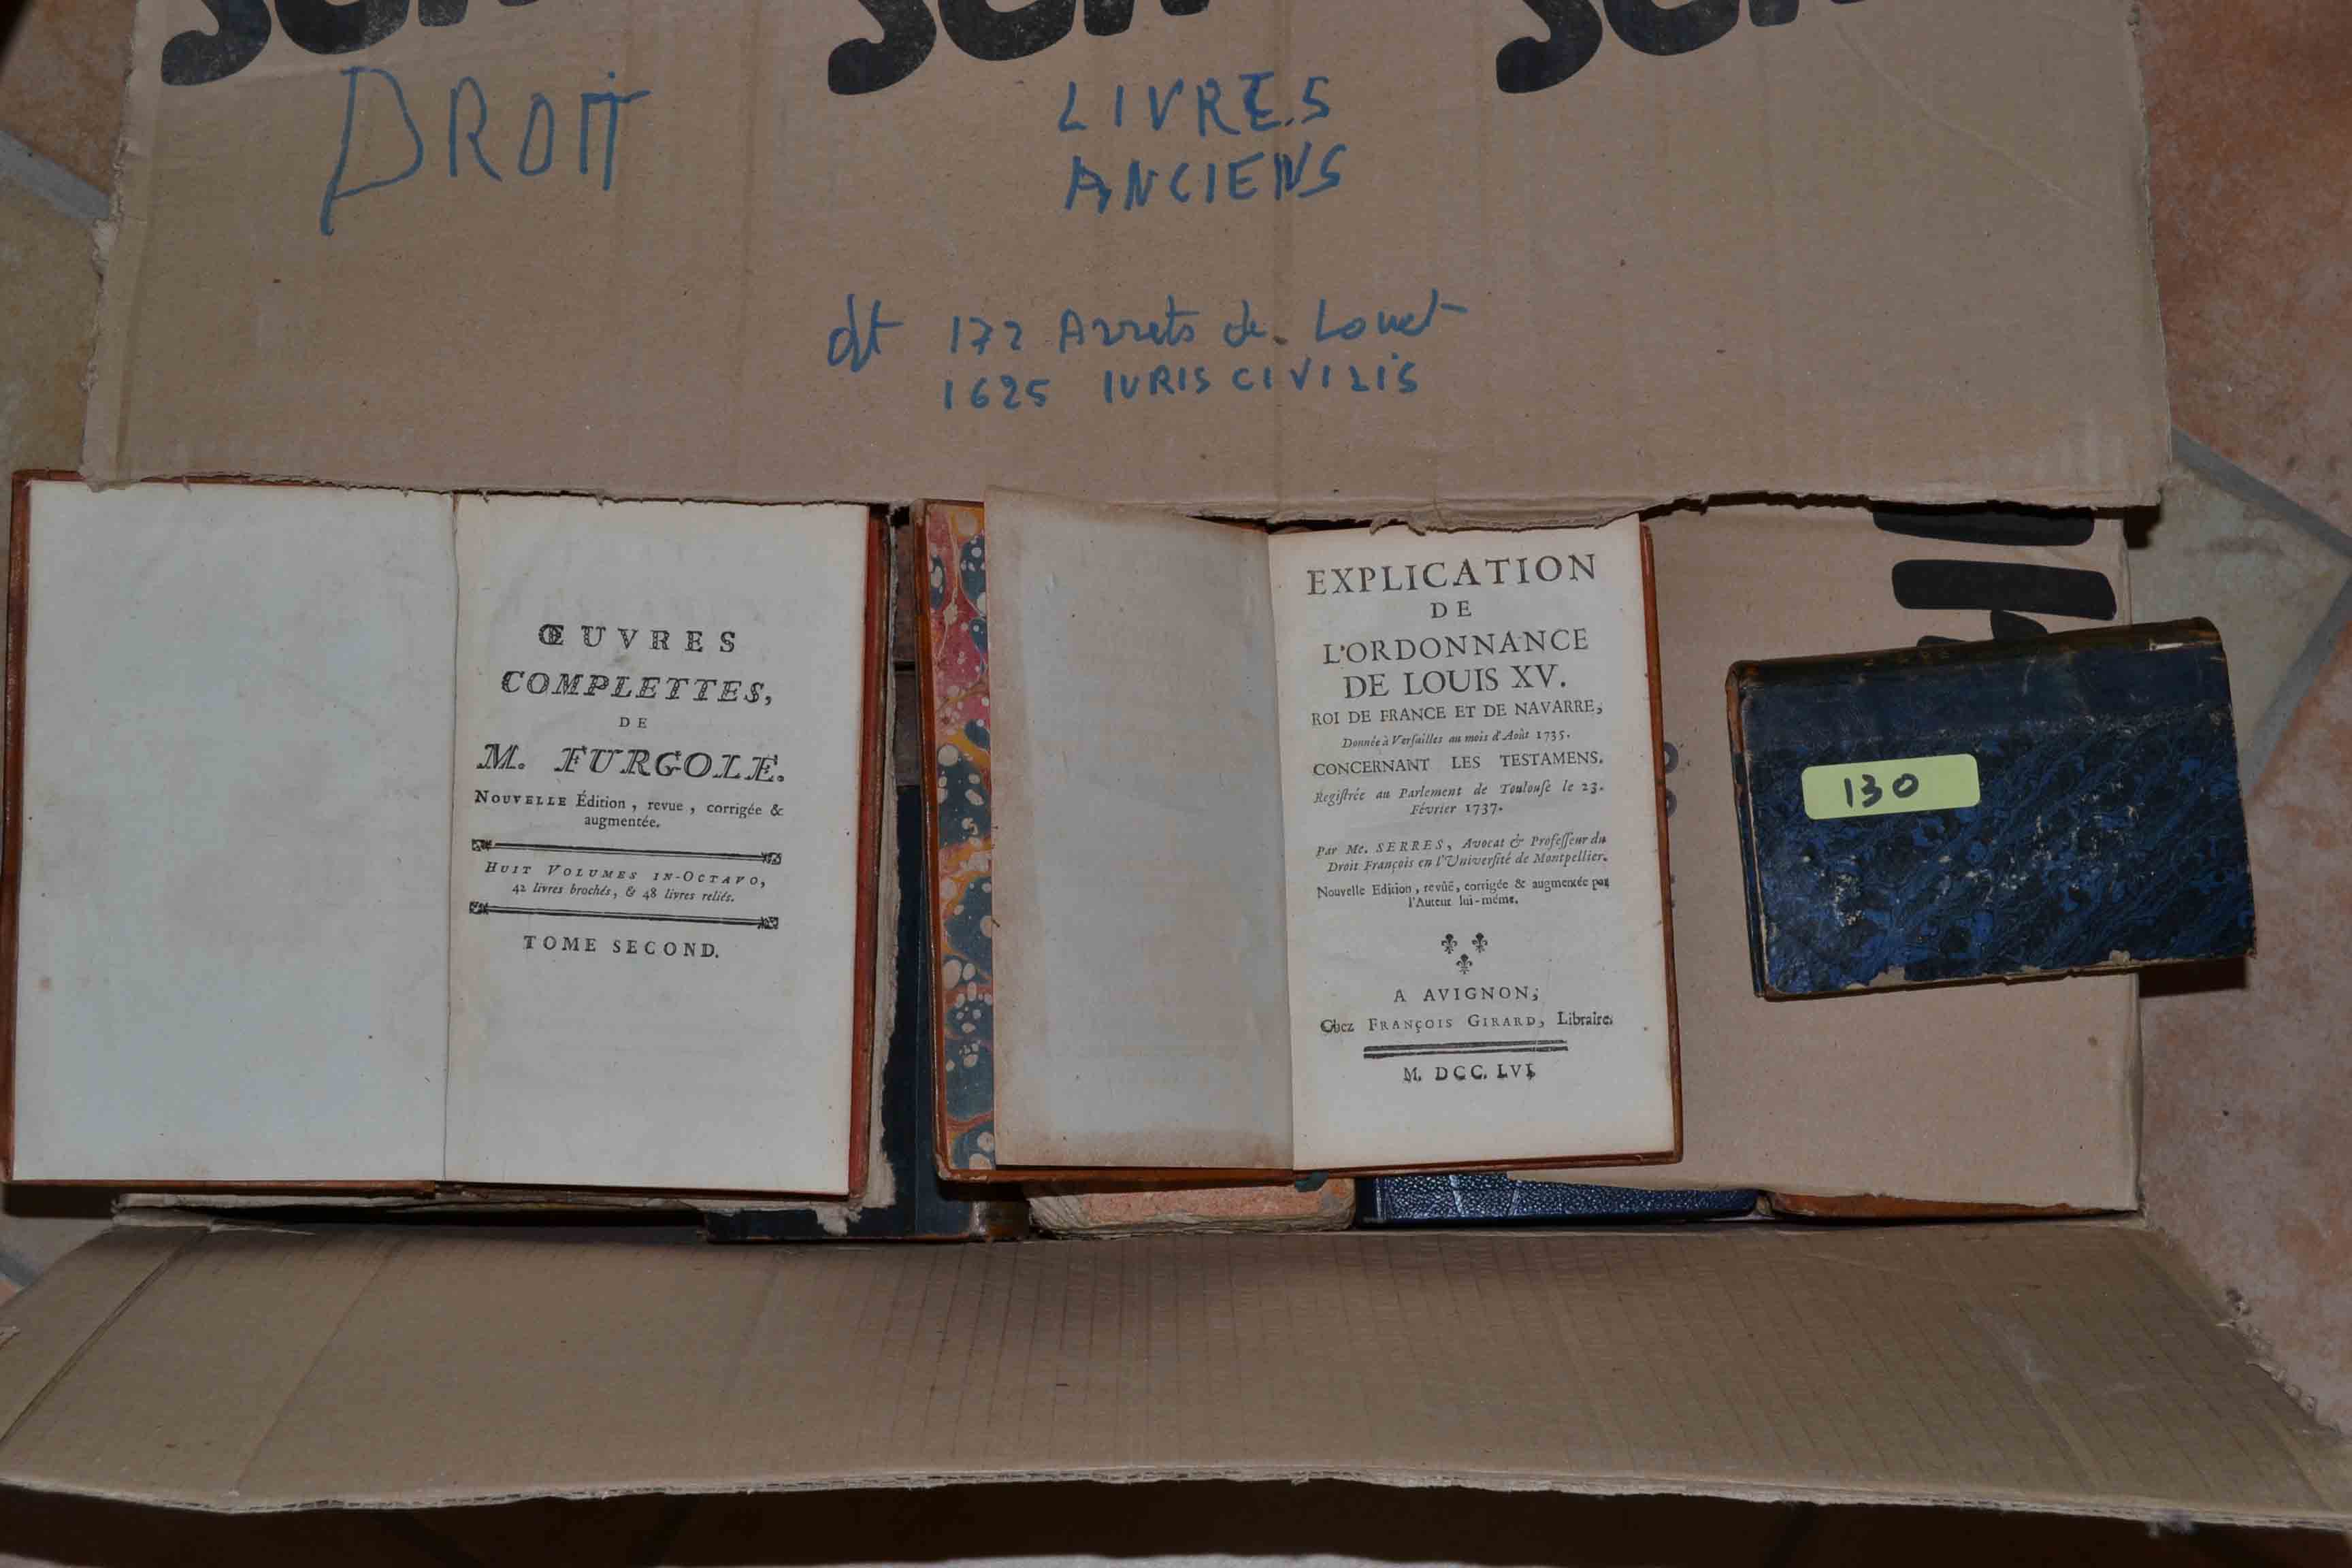 DROIT
LIVRES
ANCIENS
dt 172 Arrets de Louet
1625 IURIS CIVILIS
ŒUVRES
COMPLETTES,
DE
M. FURGOLE.
NOUVELLE Édition, revue, corrigée &
augmentée.
HUIT VOLUMES IN-OCTAVO,
42 livres brochés, & 48 livres reliés.
TOME SECOND.
EXPLICATION
DE
L'ORDONNANCE
DE LOUIS XV.
ROI DE FRANCE ET DE NAVARRE,
Donnée à Versailles au mois d'Août 1735.
CONCERNANT LES TESTAMENS.
Registrée au Parlement de Toulouse le 23.
Février 1737.
Par Me. SERRES, Avocat & Professeur du
Droit François en l'Université de Montpellier.
Nouvelle Edition, revûë, corrigée & augmentée par
l'Auteur lui-même.
A AVIGNON,
Chez FRANÇOIS GIRARD, Libraire.
M. DCC. LVI.
130